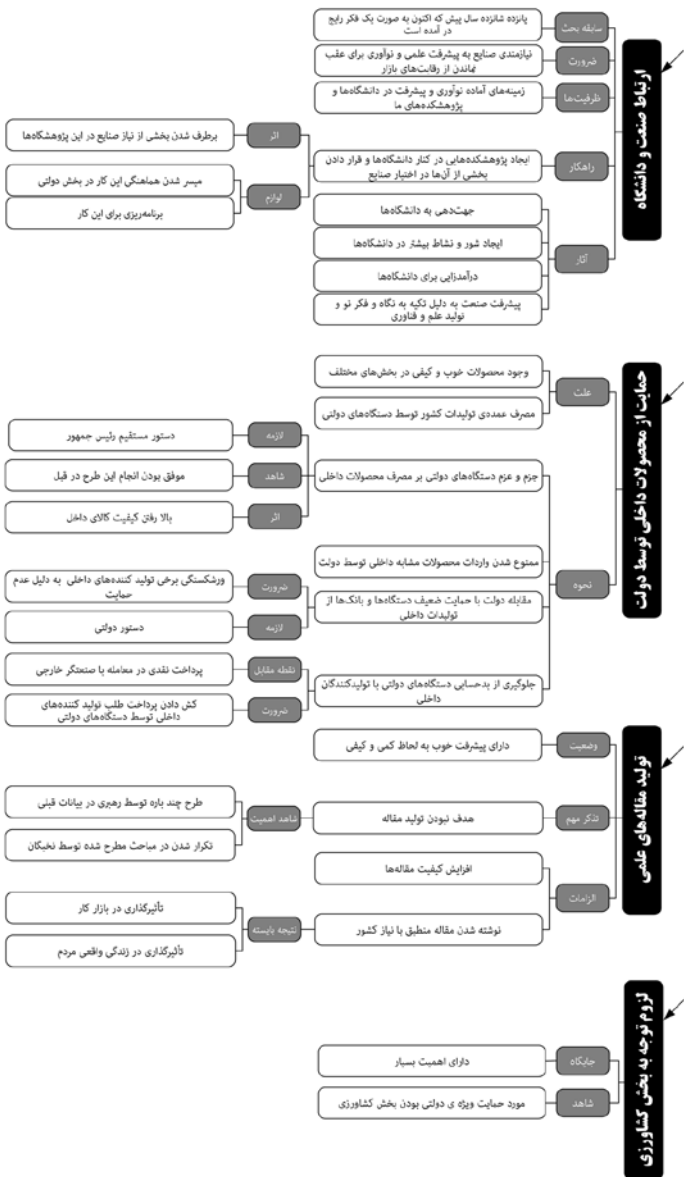 ارتباط صنعت و دانشگاه
سابقه بحث
پانزده شانزده سال پیش که اکنون به صورت یک فکر رایج
در آمده است
ضرورت
نیازمندی صنایع به پیشرفت علمی و نوآوری برای عقب
نماندن از رقابت‌های بازار
ظرفیت‌ها
زمینه‌های آماده نوآوری و پیشرفت در دانشگاه‌ها و
پژوهشکده‌های ما
راهکار
ایجاد پژوهشکده‌هایی در کنار دانشگاه‌ها و قرار دادن
بخشی از آن‌ها در اختیار صنایع
اثر
برطرف شدن بخشی از نیاز صنایع در این پژوهشگاه‌ها
لوازم
میسر شدن هماهنگی این کار در بخش دولتی
برنامه‌ریزی برای این کار
آثار
جهت‌دهی به دانشگاه‌ها
ایجاد شور و نشاط بیشتر در دانشگاه‌ها
درآمدزایی برای دانشگاه‌ها
پیشرفت صنعت به دلیل تکیه به نگاه و فکر نو و
تولید علم و فناوری
حمایت از محصولات داخلی توسط دولت
علت
وجود محصولات خوب و کیفی در بخش‌های مختلف
مصرف عمده‌ی تولیدات کشور توسط دستگاه‌های دولتی
نحوه
جزم و عزم دستگاه‌های دولتی بر مصرف محصولات داخلی
لازمه
دستور مستقیم رئیس جمهور
شاهد
موفق بودن انجام این طرح در قبل
اثر
بالا رفتن کیفیت کالای داخل
ممنوع شدن واردات محصولات مشابه داخلی توسط دولت
مقابله دولت با حمایت ضعیف دستگاه‌ها و بانک‌ها از
تولیدات داخلی
ضرورت
ورشکستگی برخی تولید کننده‌های داخلی به دلیل عدم
حمایت
لازمه
دستور دولتی
جلوگیری از بدحسابی دستگاه‌های دولتی با تولیدکنندگان
داخلی
نقطه مقابل
پرداخت نقدی در معامله با صنعتگر خارجی
ضرورت
کش دادن پرداخت طلب تولید کننده‌های
داخلی توسط دستگاه‌های دولتی
تولید مقاله‌های علمی
وضعیت
دارای پیشرفت خوب به لحاظ کمی و کیفی
تذکر مهم
هدف نبودن تولید مقاله
شاهد اهمیت
طرح چند باره توسط رهبری در بیانات قبلی
تکرار شدن در مباحث مطرح شده توسط نخبگان
الزامات
افزایش کیفیت مقاله‌ها
نوشته شدن مقاله منطبق با نیاز کشور
نتیجه بایسته
تأثیرگذاری در بازار کار
تأثیرگذاری در زندگی واقعی مردم
لزوم توجه به بخش کشاورزی
جایگاه
دارای اهمیت بسیار
شاهد
مورد حمایت ویژه ی دولتی بودن بخش کشاورزی